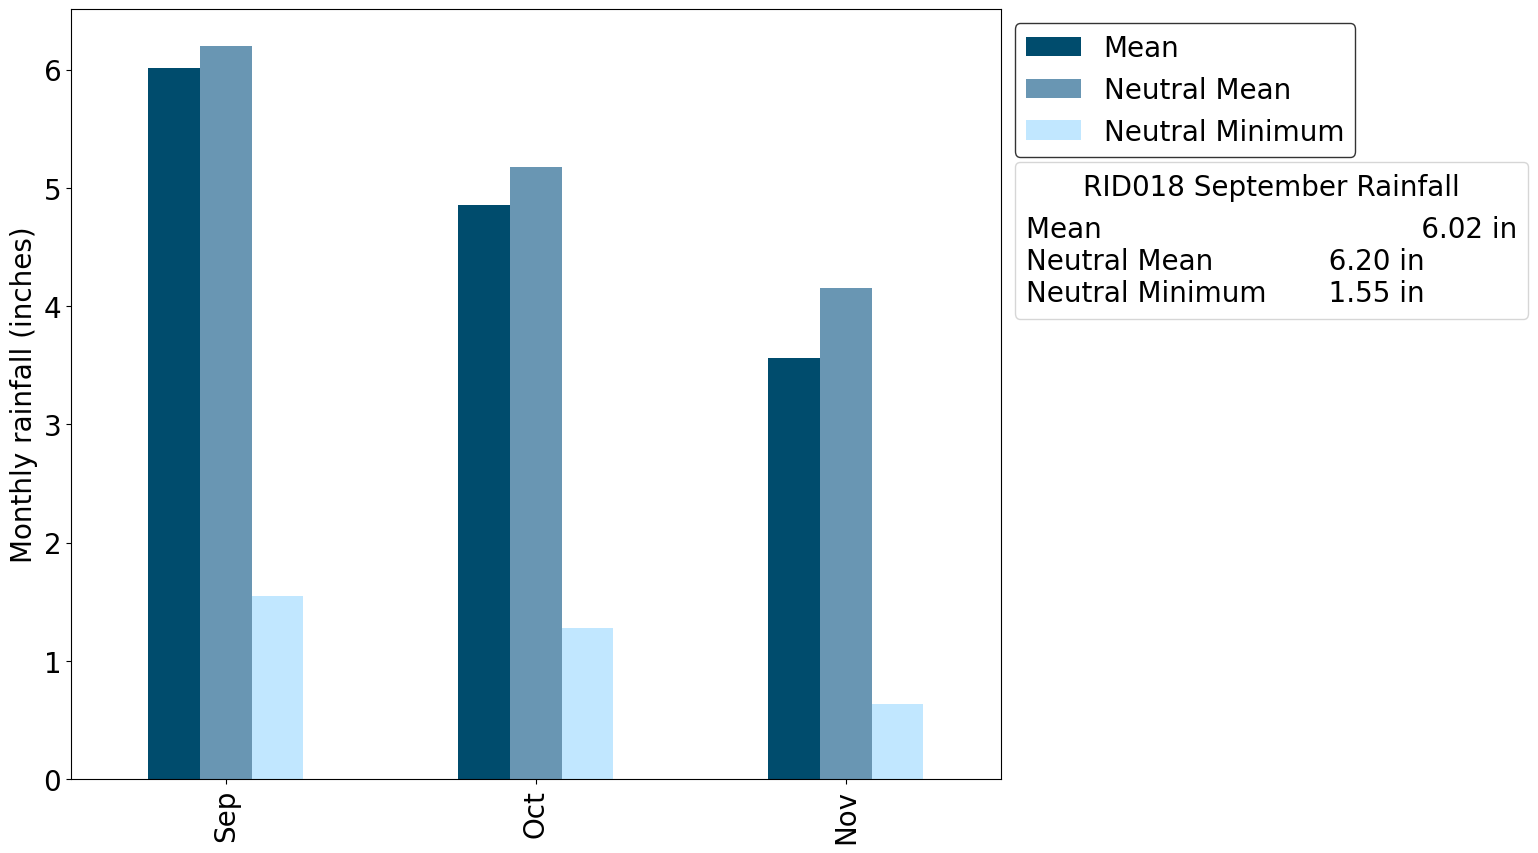 Monthly rainfall (inches)
6
5
4
3
2
1
0
Sep
Oct
Nov
Mean
Neutral Mean
Neutral Minimum
RID018 September Rainfall
Mean 6.02 in
Neutral Mean 6.20 in
Neutral Minimum 1.55 in